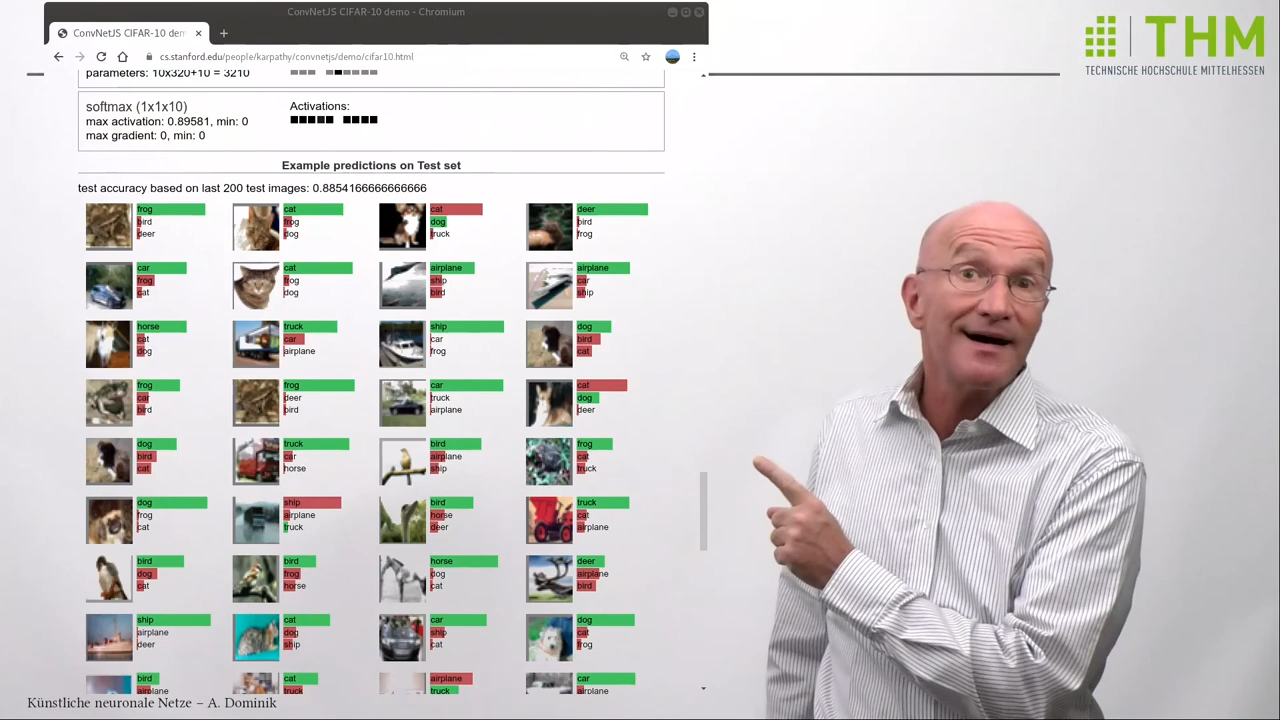 ConvNetJS CIFAR-10 demo - Chromium
ConvNetJS CIFAR-10 dem
cs.stanford.edu/people/karpathy/convnetjs/demo/cifar10.html
THM
TECHNISCHE HOCHSCHULE MITTELHESSEN
parameters: 10x320+10 = 3210
softmax (1x1x10)
max activation: 0.89581, min: 0
max gradient: 0, min: 0
Activations:
Example predictions on Test set
test accuracy based on last 200 test images: 0.8854166666666666
frog cat cat deer
bird frog dog bird
deer dog truck frog
car cat airplane airplane
frog frog ship car
cat dog bird ship
horse truck ship dog
cat car car bird
dog airplane frog cat
frog frog car cat
car deer truck dog
bird bird airplane deer
dog truck bird frog
bird car airplane cat
cat horse ship truck
dog ship bird truck
frog airplane horse cat
cat truck deer airplane
bird bird horse deer
dog frog dog airplane
cat horse cat bird
ship cat car dog
airplane dog ship cat
deer ship cat frog
bird cat airplane car
airplane truck truck airplane
Künstliche neuronale Netze – A. Dominik